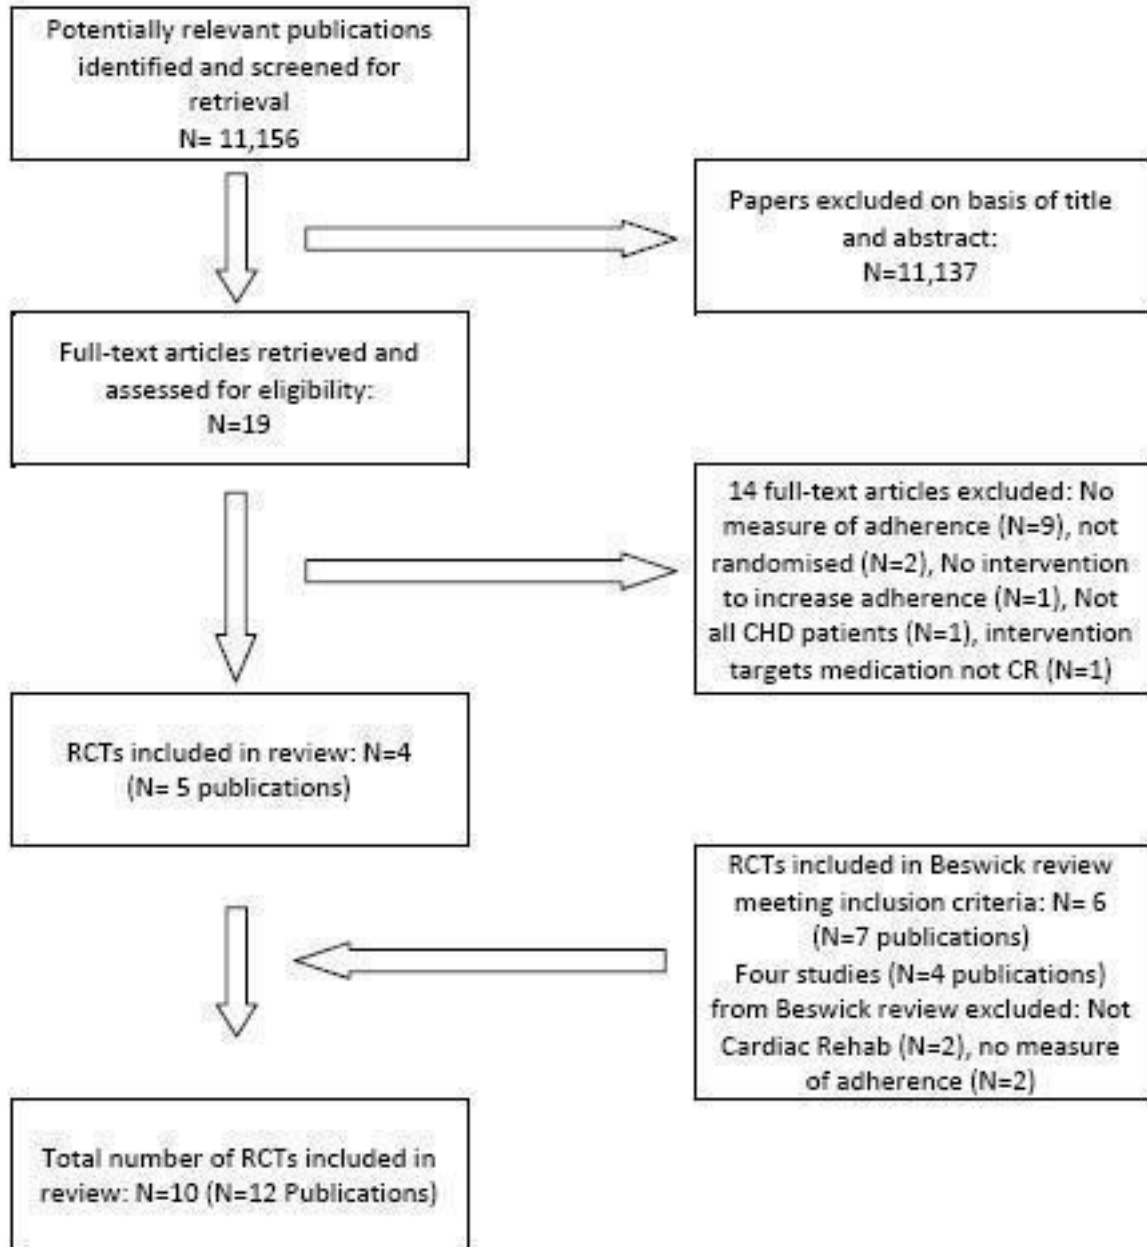 Potentially relevant publications
identified and screened for
retrieval
N= 11,156
Papers excluded on basis of title
and abstract:
N=11,137
Full-text articles retrieved and
assessed for eligibility:
N=19
14 full-text articles excluded: No
measure of adherence (N=9), not
randomised (N=2), No intervention
to increase adherence (N=1), Not
all CHD patients (N=1), intervention
targets medication not CR (N=1)
RCTs included in review: N=4
(N= 5 publications)
RCTs included in Beswick review
meeting inclusion criteria: N= 6
(N=7 publications)
Four studies (N=4 publications)
from Beswick review excluded: Not
Cardiac Rehab (N=2), no measure
of adherence (N=2)
Total number of RCTs included in
review: N=10 (N=12 Publications)